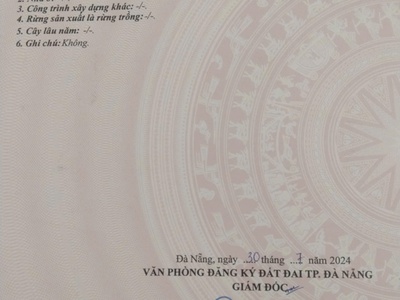 3. Công trình xây dựng khác: -/-.
4. Rừng sản xuất là rừng trồng: -/-.
5. Cây lâu năm: -/-.
6. Ghi chú: Không.
Đà Nẵng, ngày ...30 tháng ...7 năm 2024
VĂN PHÒNG ĐĂNG KÝ ĐẤT ĐAI TP. ĐÀ NẴNG
GIÁM ĐỐC